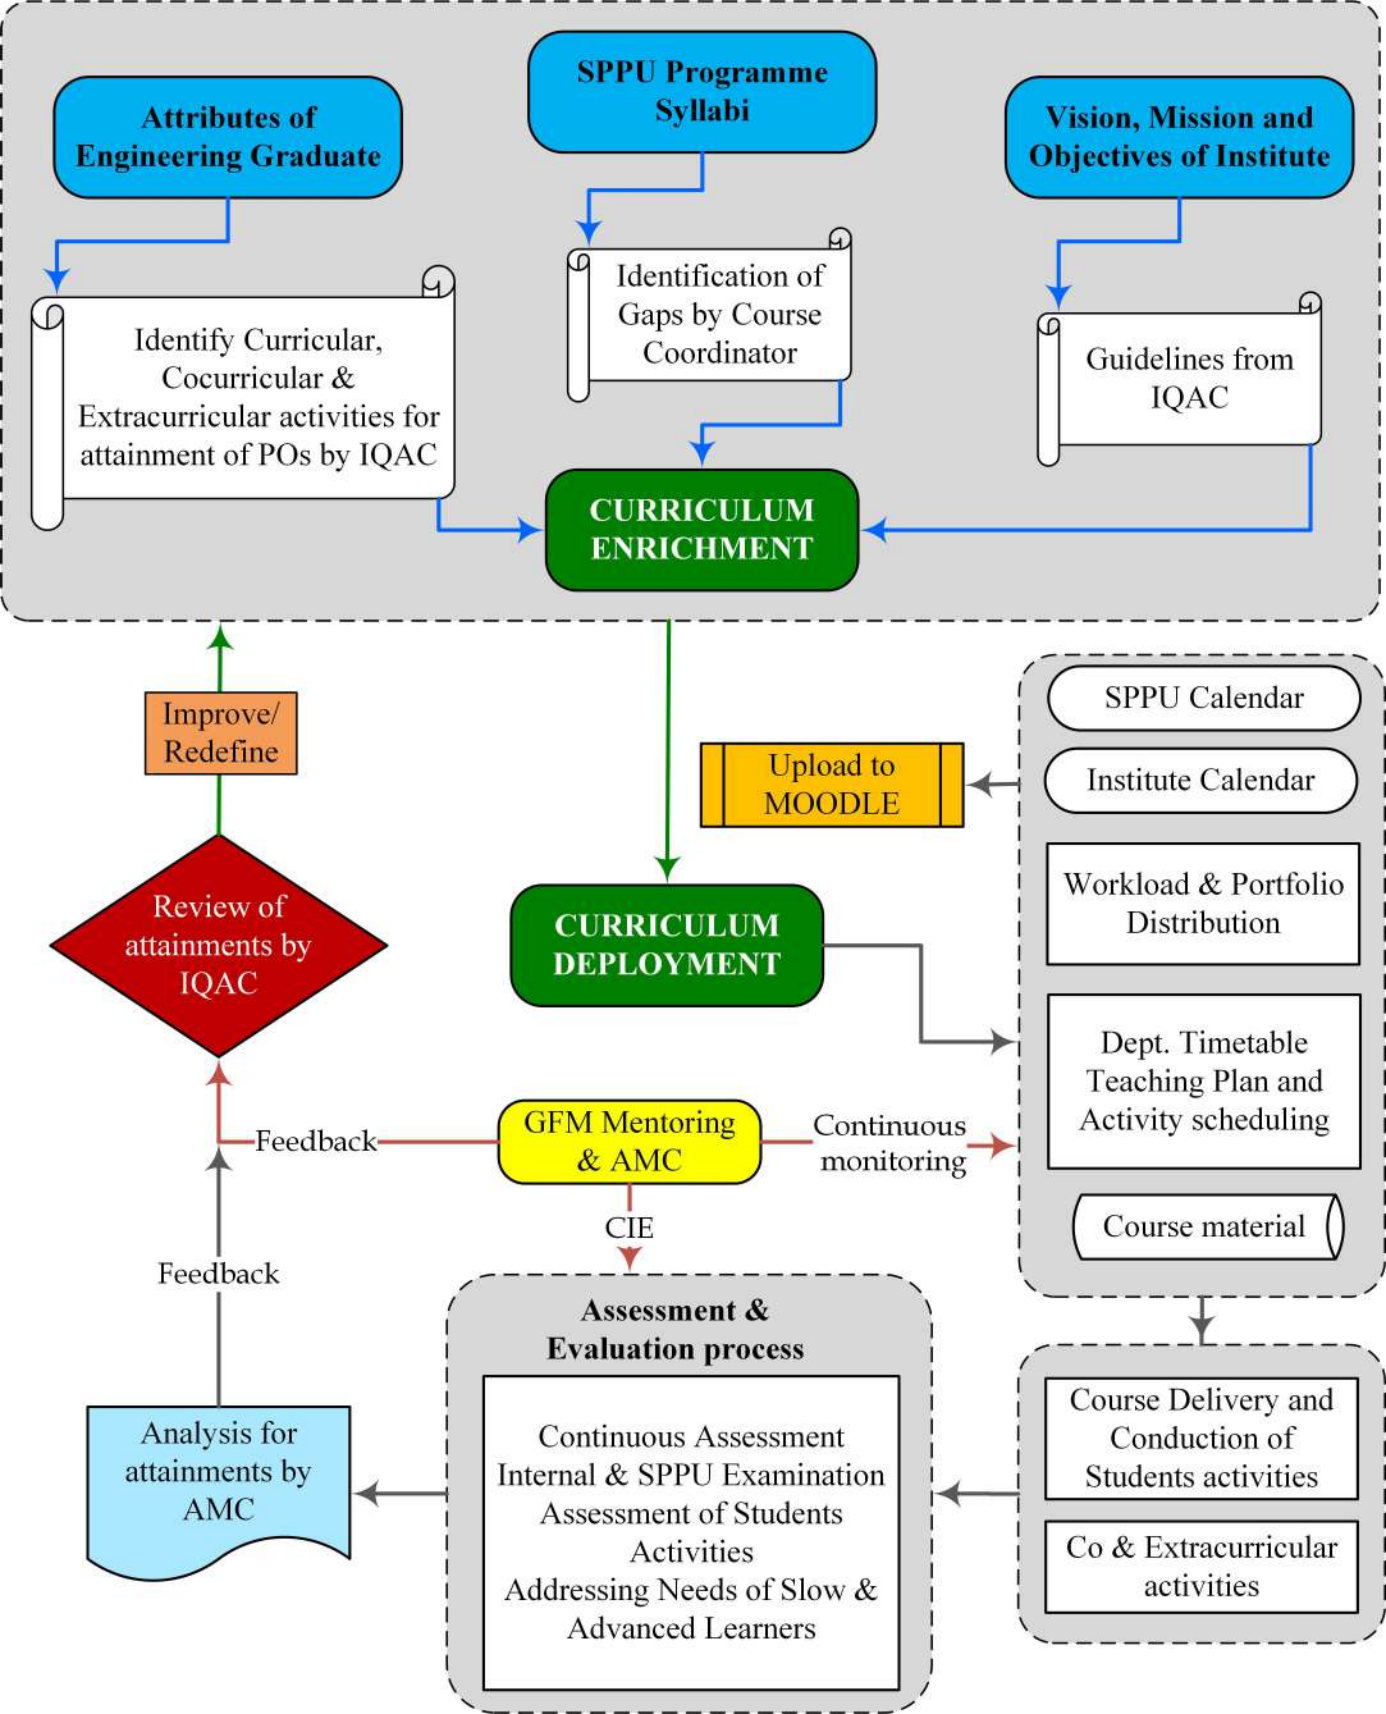 SPPU Programme
Syllabi
Attributes of
Engineering Graduate
Vision, Mission and
Objectives of Institute
Identification of
Gaps by Course
Coordinator
Identify Curricular,
Cocurricular &
Extracurricular activities for
attainment of POs by IQAC
Guidelines from
IQAC
CURRICULUM
ENRICHMENT
Improve/
Redefine
SPPU Calendar
Upload to
MOODLE
Institute Calendar
Workload & Portfolio
Distribution
Review of
attainments by
IQAC
CURRICULUM
DEPLOYMENT
Dept. Timetable
Teaching Plan and
Activity scheduling
Feedback
GFM Mentoring
& AMC
Continuous
monitoring
CIE
Course material
Feedback
Assessment &
Evaluation process
Continuous Assessment
Internal & SPPU Examination
Assessment of Students
Activities
Addressing Needs of Slow &
Advanced Learners
Course Delivery and
Conduction of
Students activities
Co & Extracurricular
activities
Analysis for
attainments by
AMC